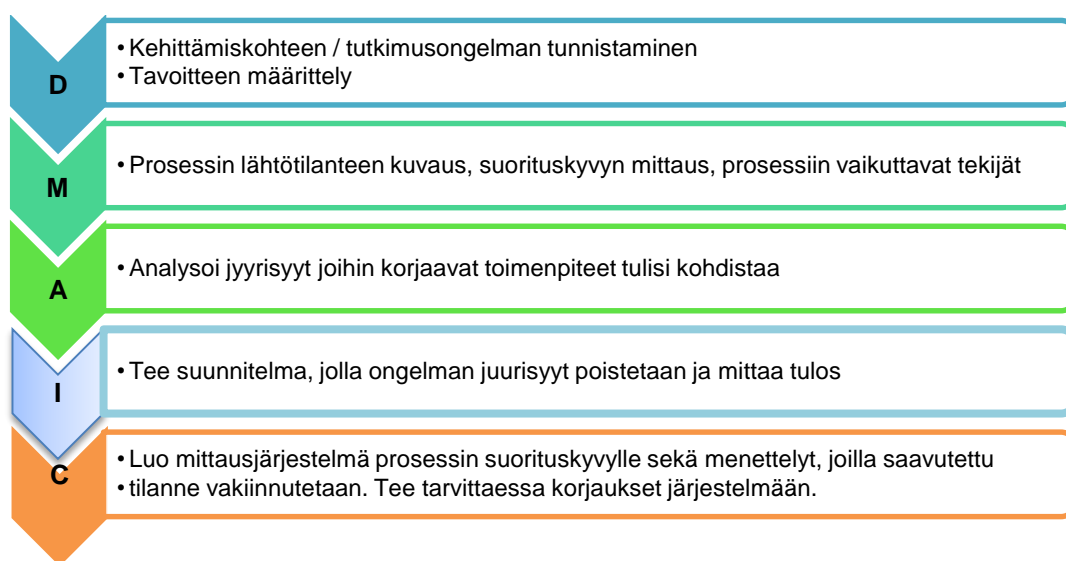 D
• Kehittämiskohteen / tutkimusongelman tunnistaminen
• Tavoitteen määrittely
M
• Prosessin lähtötilanteen kuvaus, suorituskyvyn mittaus, prosessiin vaikuttavat tekijät
A
• Analysoi jyyrisyyt joihin korjaavat toimenpiteet tulisi kohdistaa
I
• Tee suunnitelma, jolla ongelman juurisyyt poistetaan ja mittaa tulos
C
• Luo mittausjärjestelmä prosessin suorituskyvylle sekä menettelyt, joilla saavutettu
• tilanne vakiinnutetaan. Tee tarvittaessa korjaukset järjestelmään.